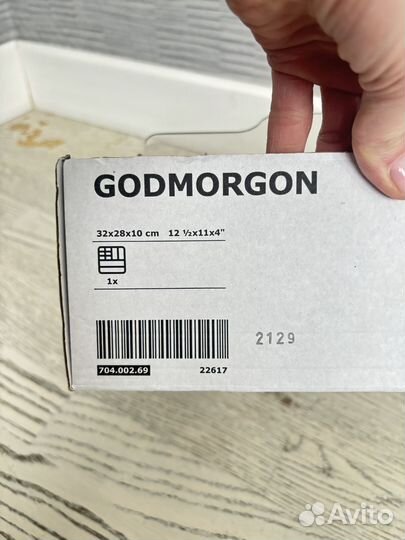 GODMORGON
32x28x10 cm 12 ½x11x4"
1x
2129
704.002.69 22617
Avito